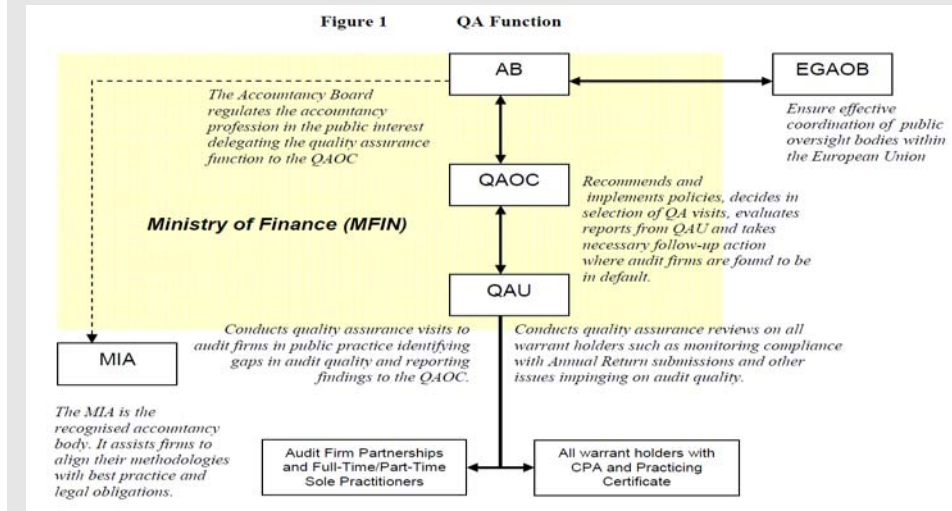 Figure 1 QA Function
AB
EGAOB
The Accountancy Board
regulates the accountancy
profession in the public interest
delegating the quality assurance
function to the QAOC
Ensure effective
coordination of public
oversight bodies within
the European Union
QAOC
Recommends and
implements policies, decides in
selection of QA visits, evaluates
reports from QAU and takes
necessary follow-up action
where audit firms are found to be
in default.
Ministry of Finance (MFIN)
QAU
Conducts quality assurance visits to
audit firms in public practice identifying
gaps in audit quality and reporting
findings to the QAOC.
Conducts quality assurance reviews on all
warrant holders such as monitoring compliance
with Annual Return submissions and other
issues impinging on audit quality.
MIA
The MIA is the
recognised accountancy
body. It assists firms to
align their methodologies
with best practice and
legal obligations.
Audit Firm Partnerships
and Full-Time/Part-Time
Sole Practitioners
All warrant holders with
CPA and Practicing
Certificate